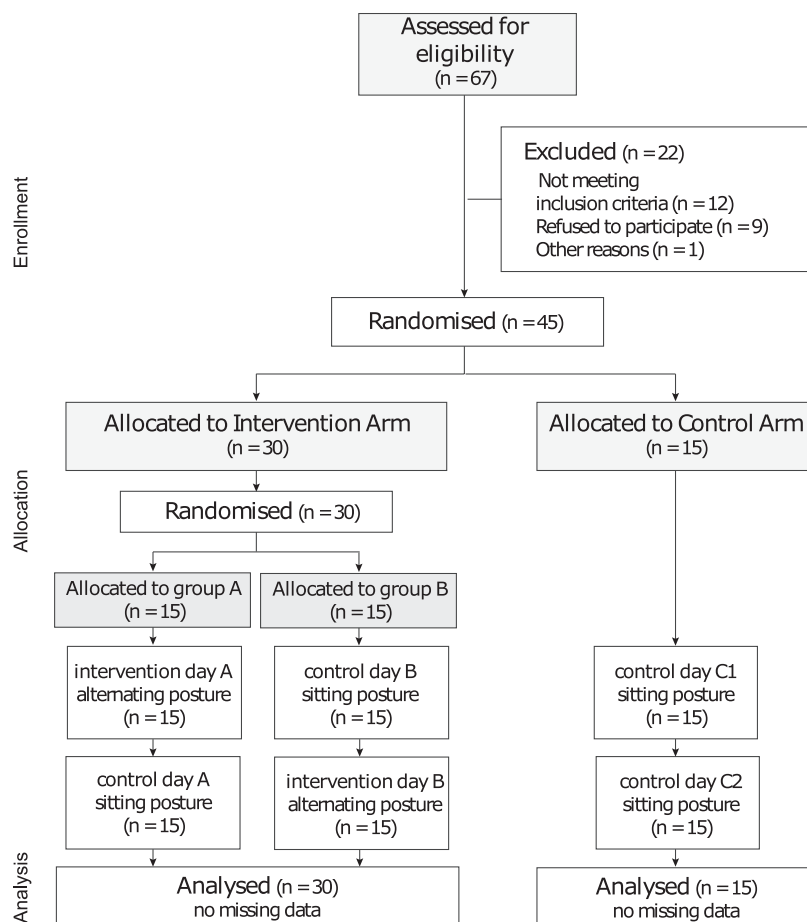 Assessed for
eligibility
(n = 67)
Enrollment
Excluded (n = 22)
Not meeting
inclusion criteria (n = 12)
Refused to participate (n = 9)
Other reasons (n = 1)
Randomised (n = 45)
Allocation
Allocated to Intervention Arm
(n = 30)
Allocated to Control Arm
(n = 15)
Randomised (n = 30)
Allocated to group A
(n = 15)
Allocated to group B
(n = 15)
intervention day A
alternating posture
(n = 15)
control day B
sitting posture
(n = 15)
control day C1
sitting posture
(n = 15)
control day A
sitting posture
(n = 15)
intervention day B
alternating posture
(n = 15)
control day C2
sitting posture
(n = 15)
Analysis
Analysed (n = 30)
no missing data
Analysed (n = 15)
no missing data